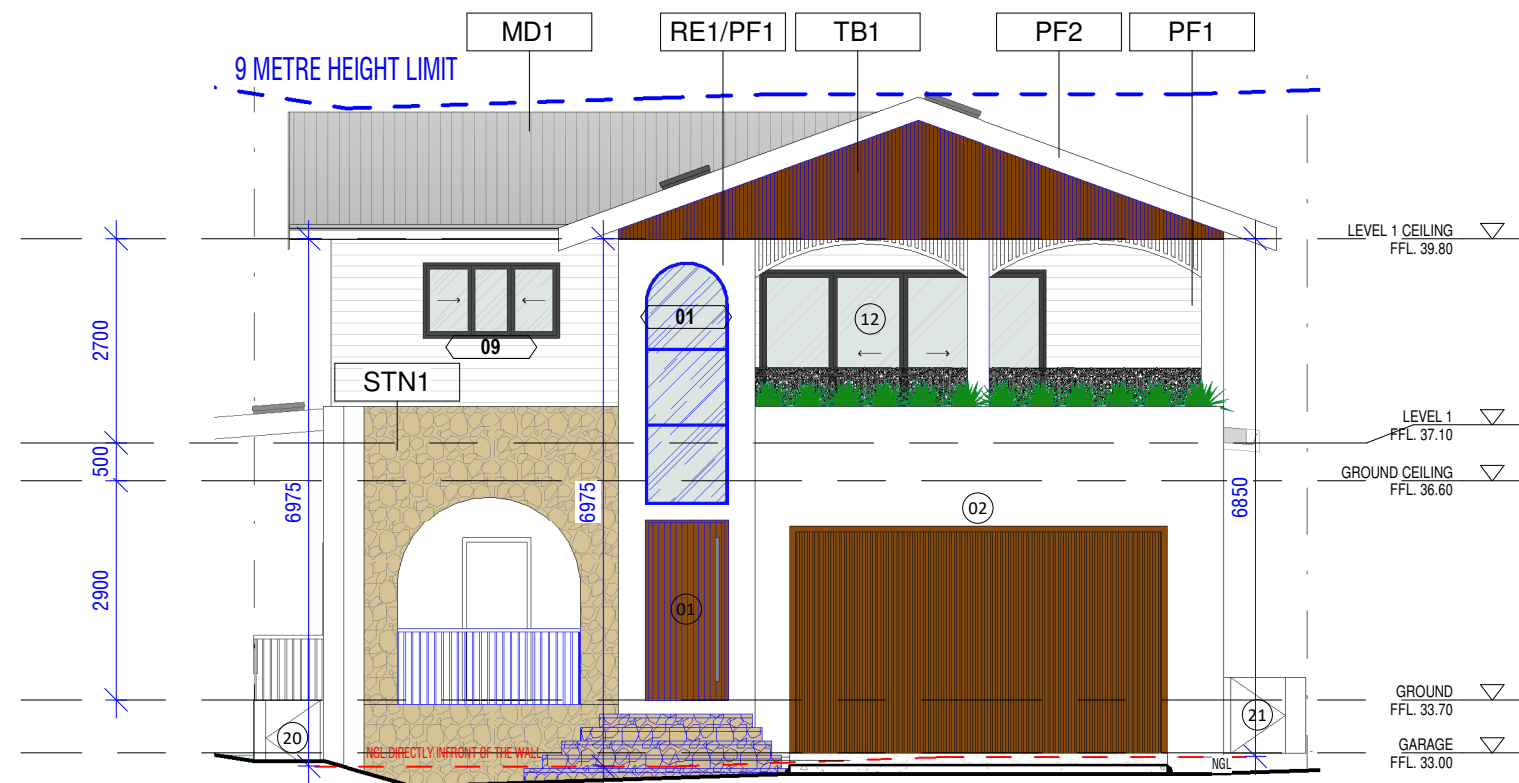 MD1
RE1/PF1
TB1
PF2
PF1
9 METRE HEIGHT LIMIT
LEVEL 1 CEILING
FFL. 39.80
01
12
09
2700
STN1
LEVEL 1
FFL. 37.10
500
GROUND CEILING
FFL. 36.60
6975
6975
6850
02
2900
01
GROUND
FFL. 33.70
20
21
NGL DIRECTLY INFRONT OF THE WALL
GARAGE
FFL. 33.00
NGL